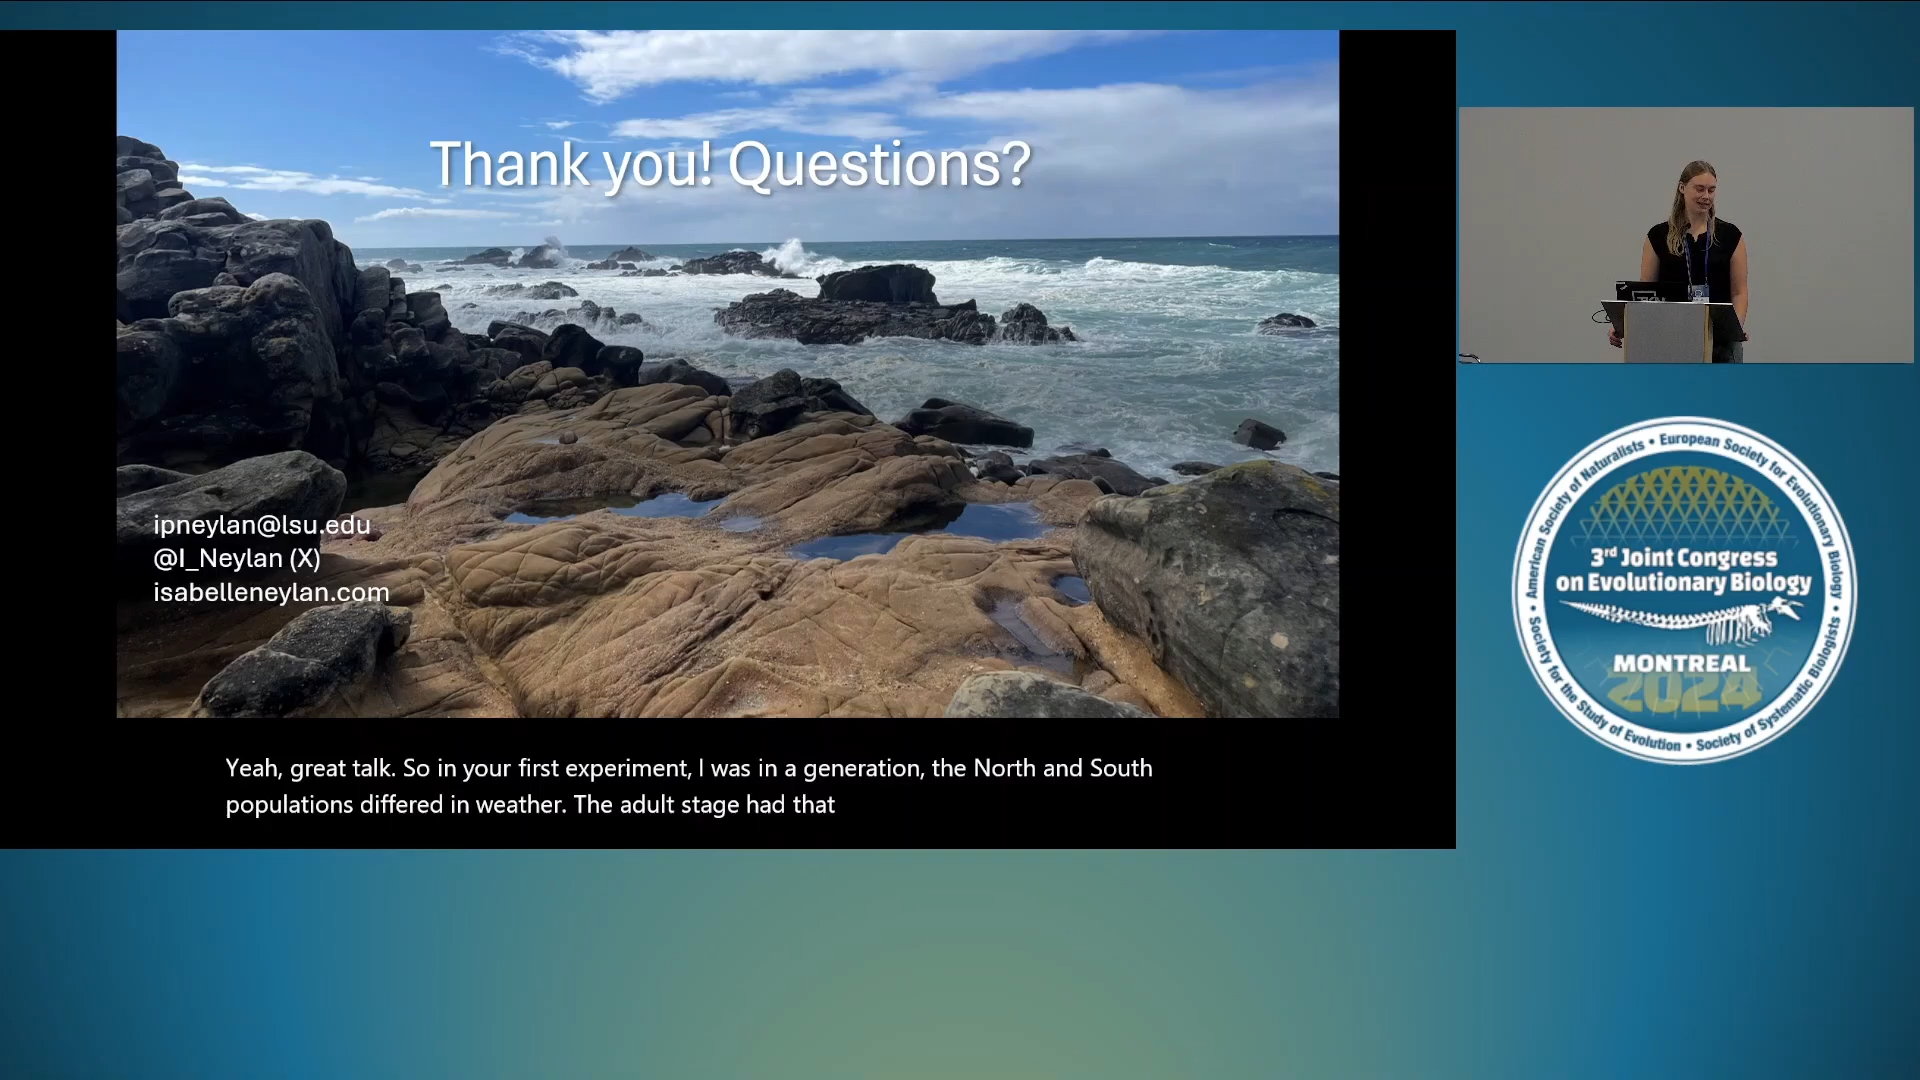 Thank you! Questions?
ipneylan@lsu.edu
@I_Neylan (X)
isabelleneylan.com
Yeah, great talk. So in your first experiment, I was in a generation, the North and South
populations differed in weather. The adult stage had that
American Society of Naturalists • European Society for Evolutionary Biology • Society of Systematic Biologists • Society for the Study of Evolution •
3rd Joint Congress
on Evolutionary Biology
MONTREAL
2024